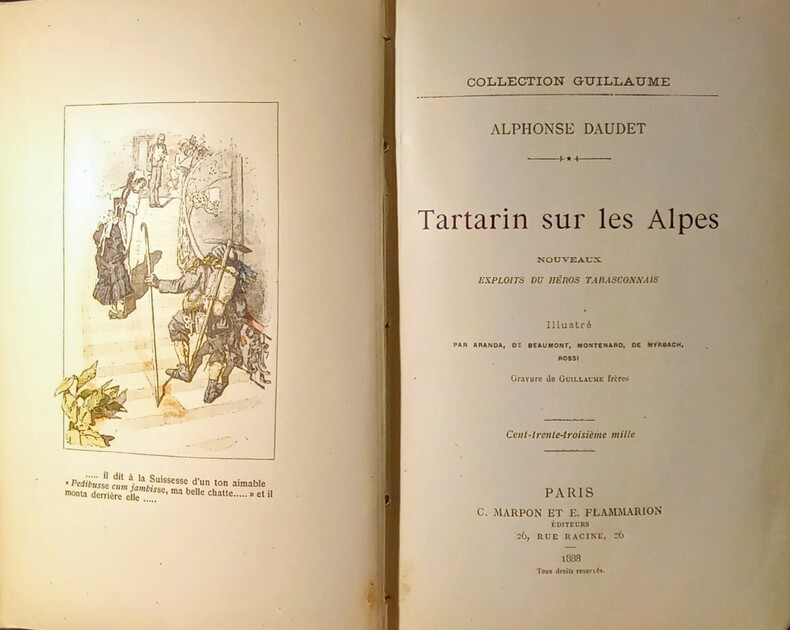 ..... il dit à la Suissesse d'un ton aimable
« Pedibusse cum jambisse, ma belle chatte..... » et il
monta derrière elle .....
COLLECTION GUILLAUME
ALPHONSE DAUDET
Tartarin sur les Alpes
NOUVEAUX
EXPLOITS DU HÉROS TARASCONNAIS
Illustré
PAR ARANDA, DE BEAUMONT, MONTENARD, DE MYRBACH,
ROSSI
Gravure de GUILLAUME frères
Cent-trente-troisième mille
PARIS
C. MARPON ET E. FLAMMARION
ÉDITEURS
26, RUE RACINE, 26
1888
Tous droits reservés.